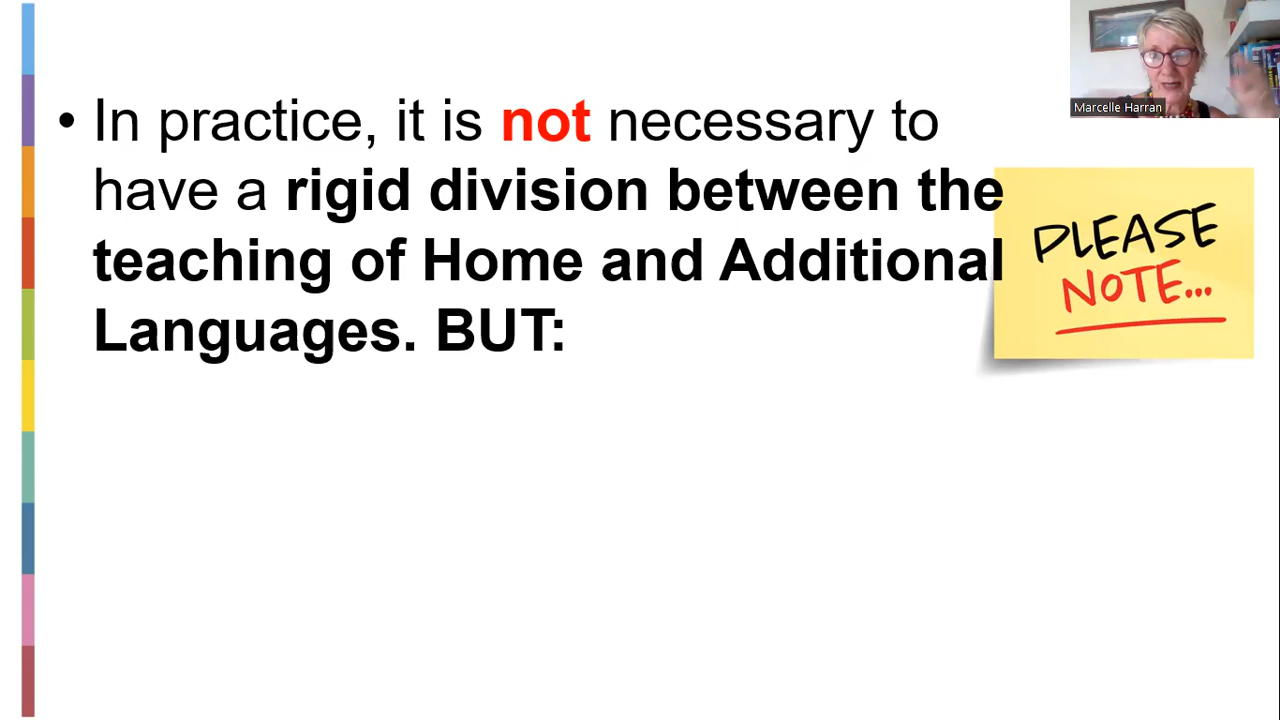 Marcelle Harran
• In practice, it is not necessary to
have a rigid division between the
teaching of Home and Additional
Languages. BUT:
PLEASE
NOTE...